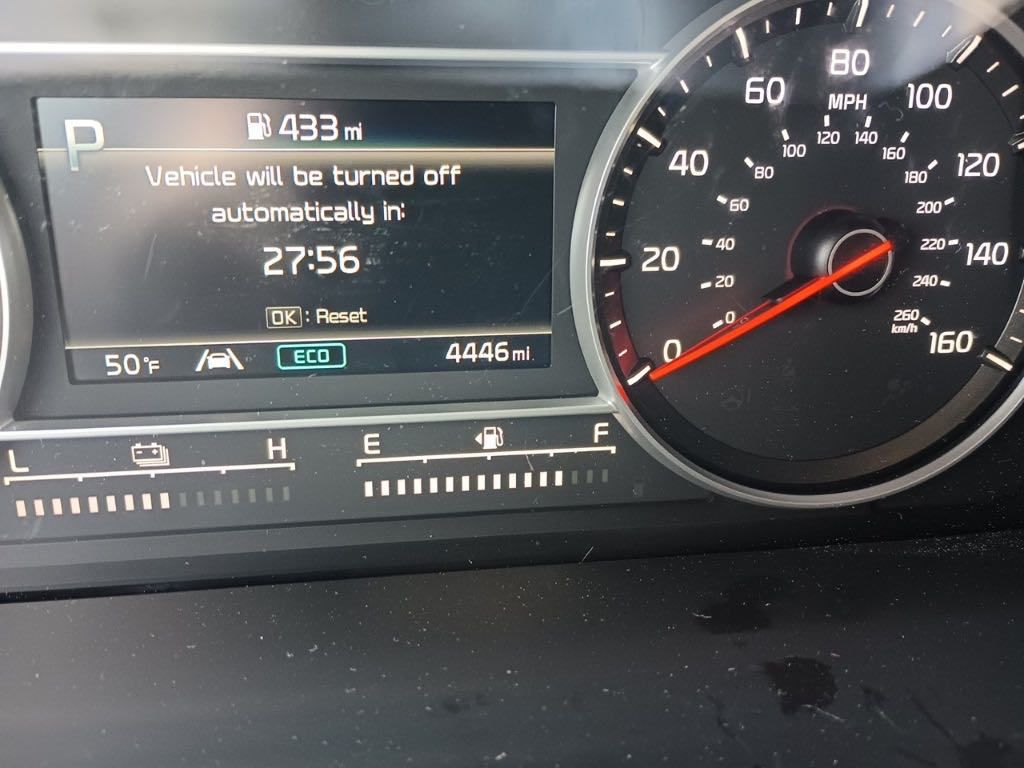 P
433 mi
Vehicle will be turned off
automatically in:
27:56
OK : Reset
50°F
ECO
4446 mi
L
H
E
F
0
20
40
60
80
100
120
140
160
MPH
0
20
40
60
80
100
120
140
160
180
200
220
240
260
km/h